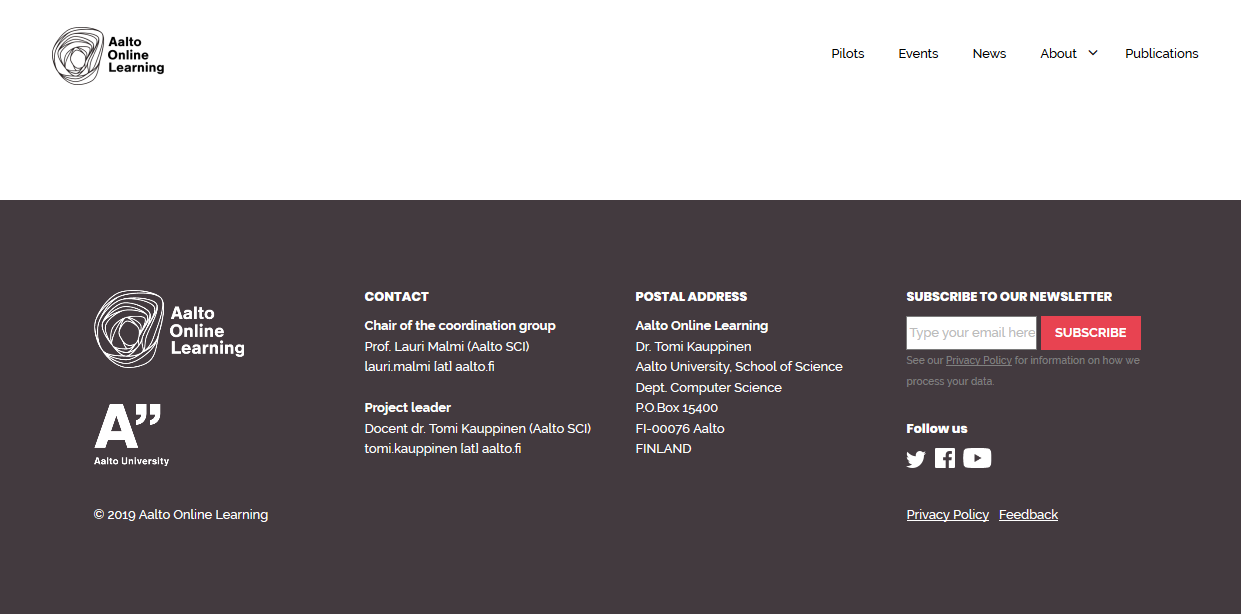 Aalto
Online
Learning
Pilots
Events
News
About
Publications
Aalto
Online
Learning
A”
Aalto University
© 2019 Aalto Online Learning
CONTACT
Chair of the coordination group
Prof. Lauri Malmi (Aalto SCI)
lauri.malmi [at] aalto.fi
Project leader
Docent dr. Tomi Kauppinen (Aalto SCI)
tomi.kauppinen [at] aalto.fi
POSTAL ADDRESS
Aalto Online Learning
Dr. Tomi Kauppinen
Aalto University, School of Science
Dept. Computer Science
P.O.Box 15400
FI-00076 Aalto
FINLAND
SUBSCRIBE TO OUR NEWSLETTER
Type your email here
SUBSCRIBE
See our Privacy Policy for information on how we
process your data.
Follow us
Privacy Policy
Feedback